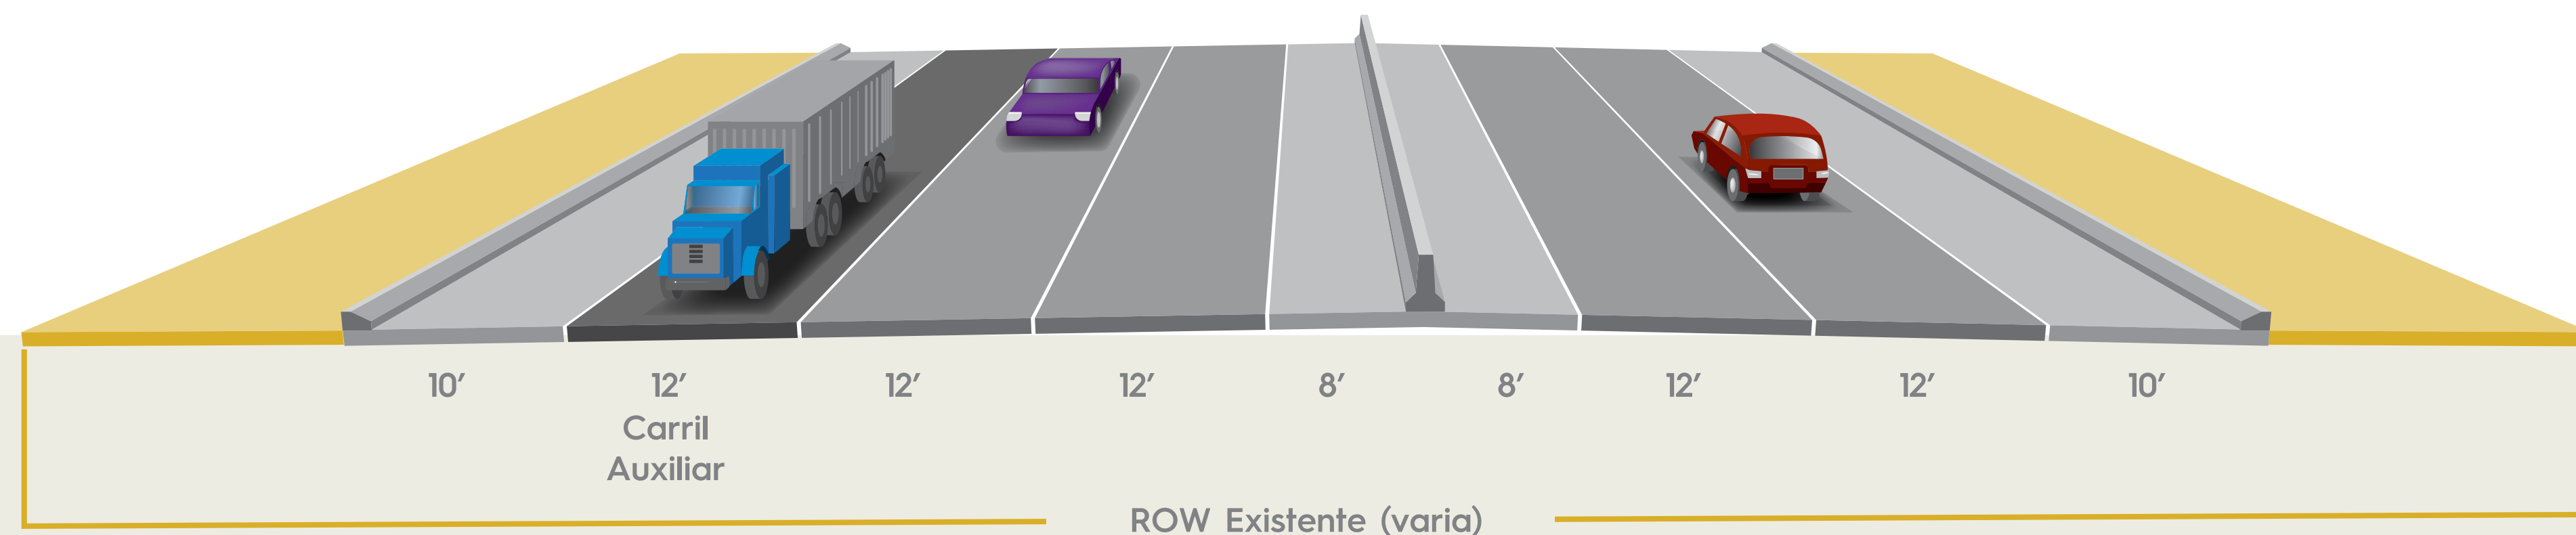 10′ 12′ 12′ 12′ 8′ 8′ 12′ 12′ 10′
Carril
Auxiliar
ROW Existente (varia)